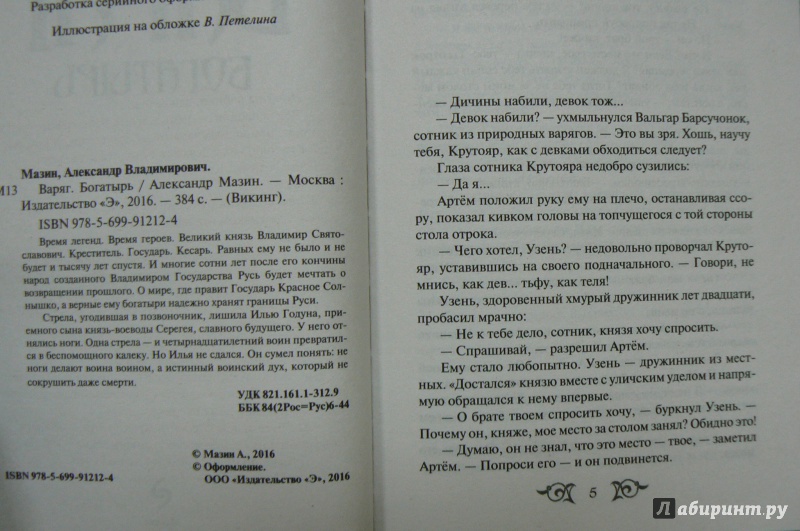 Разработка серийного офор
Иллюстрация на обложке В. Петелина
БОГАТЫРЬ
Мазин, Александр Владимирович.
М13 Варяг. Богатырь / Александр Мазин. — Москва :
Издательство «Э», 2016. — 384 с. — (Викинг).
ISBN 978-5-699-91212-4
Время легенд. Время героев. Великий князь Владимир Свято-
славович. Креститель. Государь. Кесарь. Равных ему не было и не
будет и тысячу лет спустя. И многие сотни лет после его кончины
народ созданного Владимиром Государства Русь будет мечтать о
возвращении прошлого. О мире, где правит Государь Красное Сол-
нышко, а верные ему богатыри надежно хранят границы Руси.
Стрела, угодившая в позвоночник, лишила Илью Годуна, при-
емного сына князь-воеводы Серегея, славного будущего. У него от-
нялись ноги. Одна стрела — и четырнадцатилетний воин превратил-
ся в беспомощного калеку. Но Илья не сдался. Он сумел понять: не
ноги делают воина воином, а истинный воинский дух, который не
сокрушить даже смерти.
УДК 821.161.1-312.9
ББК 84(2Рос=Рус)6-44
© Мазин А., 2016
© Оформление.
ISBN 978-5-699-91212-4
ООО «Издательство «Э», 2016
— Дичины набили, девок тож...
— Девок набили? — ухмыльнулся Вальгар Барсучонок,
сотник из природных варягов. — Это вы зря. Хошь, научу
тебя, Крутояр, как с девками обходиться следует?
Глаза сотника Крутояра недобро сузились:
— Да я...
Артём положил руку ему на плечо, останавливая ссо-
ру, показал кивком головы на топчущегося с той стороны
стола отрока.
— Чего хотел, Узень? — недовольно проворчал Круто-
яр, уставившись на своего подначального. — Говори, не
мнись, как дев... тьфу, как теля!
Узень, здоровенный хмурый дружинник лет двадцати,
пробасил мрачно:
— Не к тебе дело, сотник, князя хочу спросить.
— Спрашивай, — разрешил Артём.
Ему стало любопытно. Узень — дружинник из мест-
ных. «Достался» князю вместе с уличским уделом и напря-
мую обращался к нему впервые.
— О брате твоем спросить хочу, — буркнул Узень. —
Почему он, княже, мое место за столом занял? Обидно это!
— Думаю, он не знал, что это место — твое, — заметил
Артём. — Попроси его — и он подвинется.
5
Лабиринт.ру